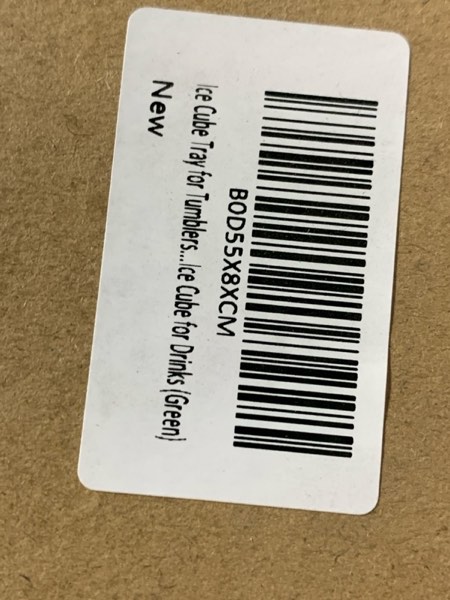 B0D55X8XCM
Ice Cube Tray for Tumblers...Ice Cube for Drinks (Green)
New